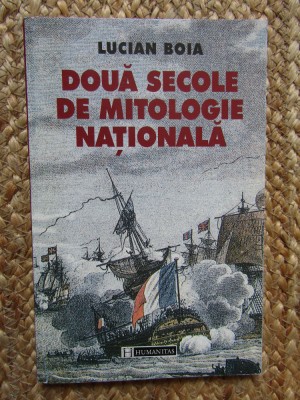 LUCIAN BOIA
DOUĂ SECOLE
DE MITOLOGIE
NAȚIONALĂ
H HUMANITAS